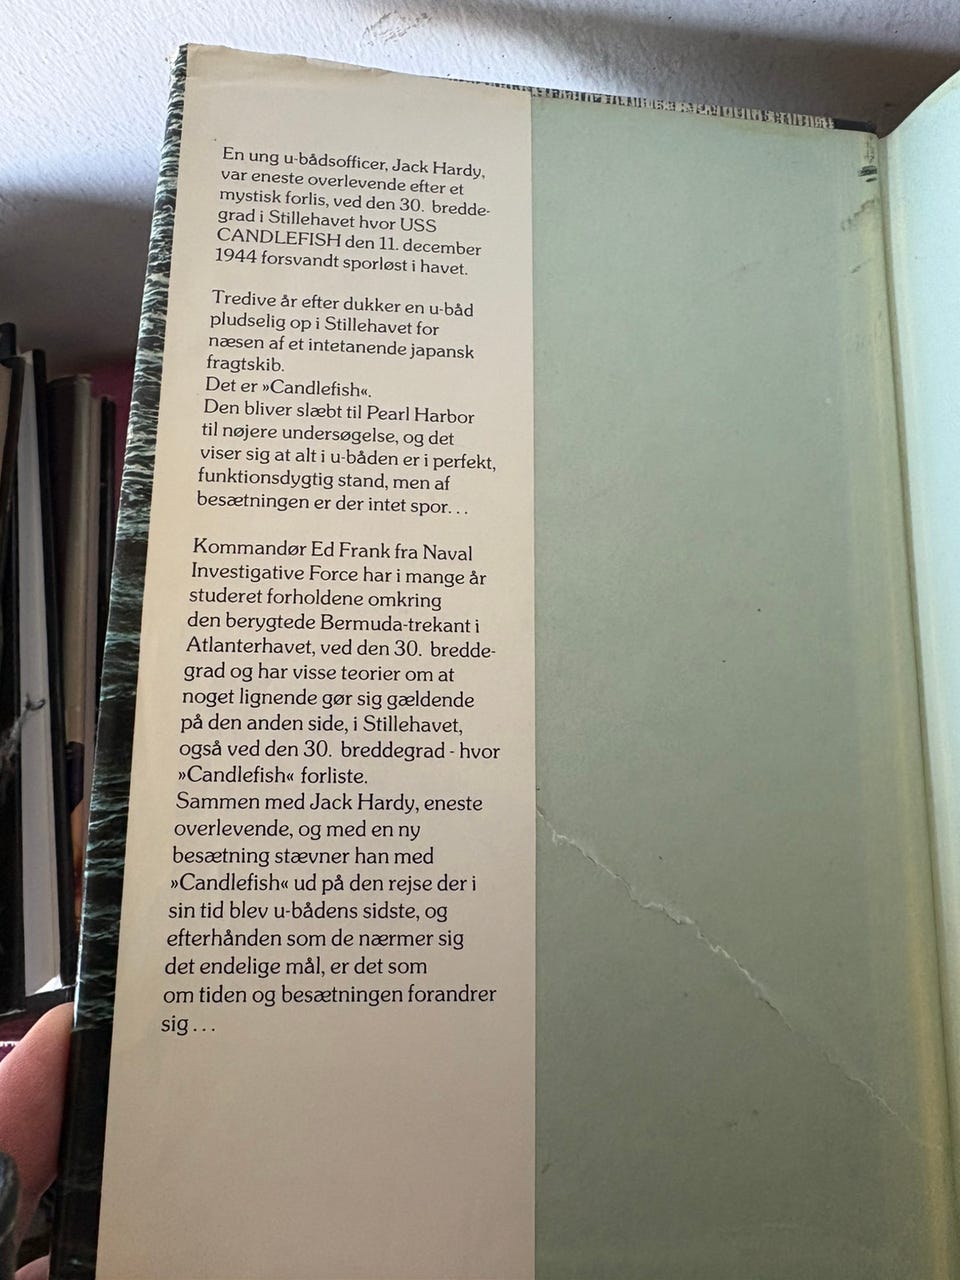 En ung u-bådsofficer, Jack Hardy,
var eneste overlevende efter et
mystisk forlis, ved den 30. bredde-
grad i Stillehavet hvor USS
CANDLEFISH den 11. december
1944 forsvandt sporløst i havet.
Tredive år efter dukker en u-båd
pludselig op i Stillehavet for
næsen af et intetanende japansk
fragtskib.
Det er »Candlefish«.
Den bliver slæbt til Pearl Harbor
til nøjere undersøgelse, og det
viser sig at alt i u-båden er i perfekt,
funktionsdygtig stand, men af
besætningen er der intet spor...
Kommandør Ed Frank fra Naval
Investigative Force har i mange år
studeret forholdene omkring
den berygtede Bermuda-trekant i
Atlanterhavet, ved den 30. bredde-
grad og har visse teorier om at
noget lignende gør sig gældende
på den anden side, i Stillehavet,
også ved den 30. breddegrad - hvor
»Candlefish« forliste.
Sammen med Jack Hardy, eneste
overlevende, og med en ny
besætning stævner han med
»Candlefish« ud på den rejse der i
sin tid blev u-bådens sidste, og
efterhånden som de nærmer sig
det endelige mål, er det som
om tiden og besætningen forandrer
sig...